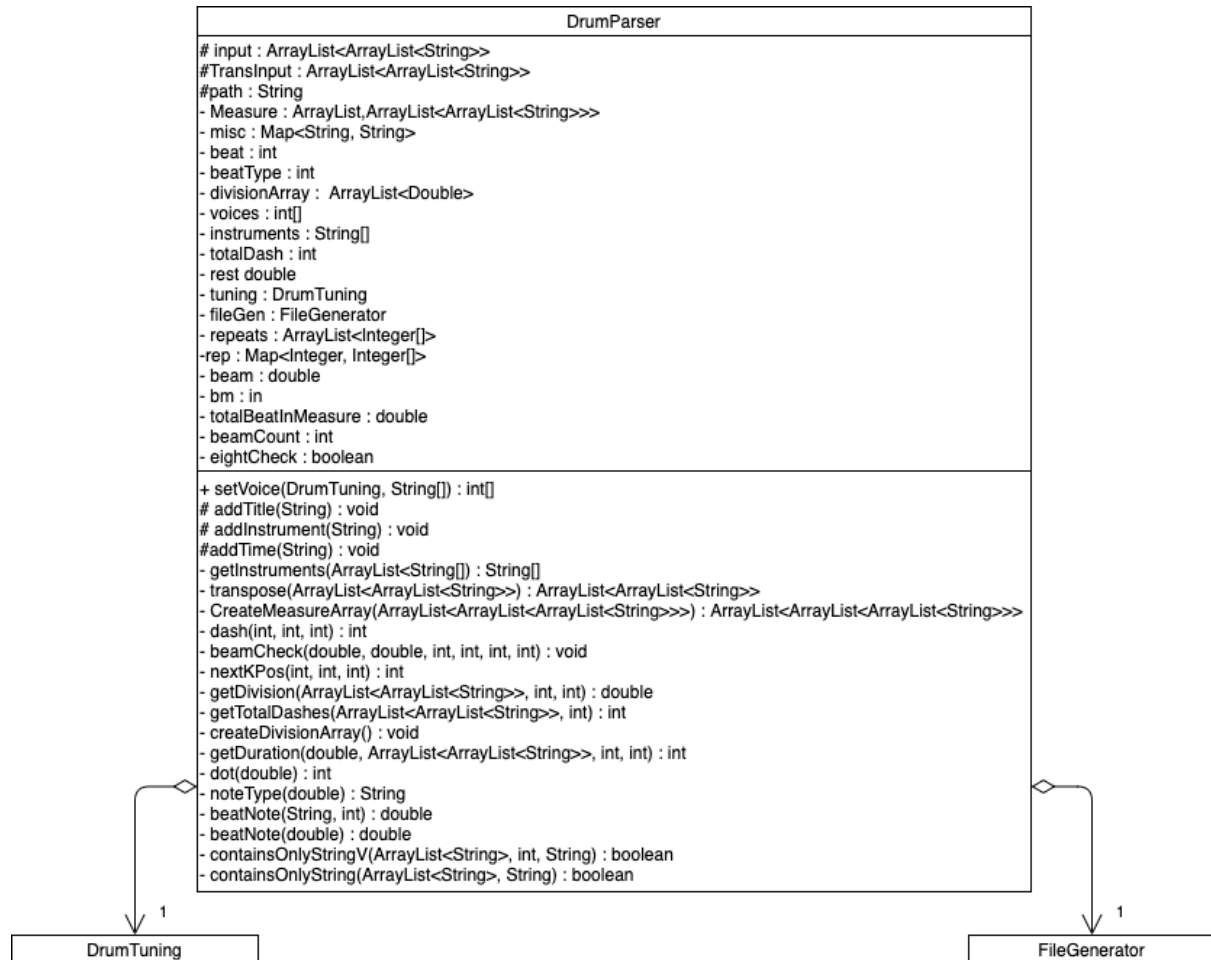 DrumParser
# input : ArrayList<ArrayList<String>>
#TransInput : ArrayList<ArrayList<String>>
#path : String
- Measure : ArrayList,ArrayList<ArrayList<String>>>
- misc : Map<String, String>
- beat : int
- beatType : int
- divisionArray :  ArrayList<Double>
- voices : int[]
- instruments : String[]
- totalDash : int
- rest double
- tuning : DrumTuning
- fileGen : FileGenerator
- repeats : ArrayList<Integer[]>
-rep : Map<Integer, Integer[]>
- beam : double
- bm : in
- totalBeatInMeasure : double
- beamCount : int
- eightCheck : boolean
+ setVoice(DrumTuning, String[]) : int[]
# addTitle(String) : void
# addInstrument(String) : void
#addTime(String) : void
- getInstruments(ArrayList<String[]) : String[]
- transpose(ArrayList<ArrayList<String>>) : ArrayList<ArrayList<String>>
- CreateMeasureArray(ArrayList<ArrayList<ArrayList<String>>>) : ArrayList<ArrayList<ArrayList<String>>>
- dash(int, int, int) : int
- beamCheck(double, double, int, int, int, int) : void
- nextKPos(int, int, int) : int
- getDivision(ArrayList<ArrayList<String>>, int, int) : double
- getTotalDashes(ArrayList<ArrayList<String>>, int) : int
- createDivisionArray() : void
- getDuration(double, ArrayList<ArrayList<String>>, int, int) : int
- dot(double) : int
- noteType(double) : String
- beatNote(String, int) : double
- beatNote(double) : double
- containsOnlyStringV(ArrayList<String>, int, String) : boolean
- containsOnlyString(ArrayList<String>, String) : boolean
1
1
DrumTuning
FileGenerator